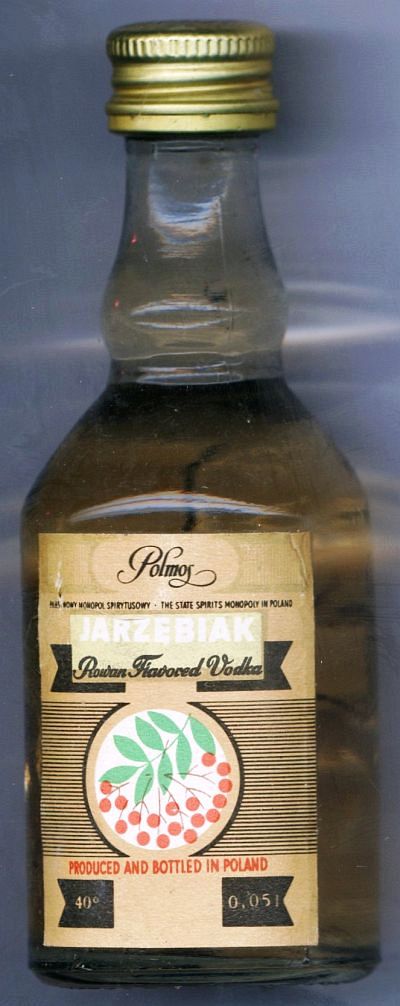 Polmos
PAŃSTWOWY MONOPOL SPIRYTUSOWY · THE STATE SPIRITS MONOPOLY IN POLAND
JARZĘBIAK
Rowan Flavored Vodka
PRODUCED AND BOTTLED IN POLAND
40°
0,05 l